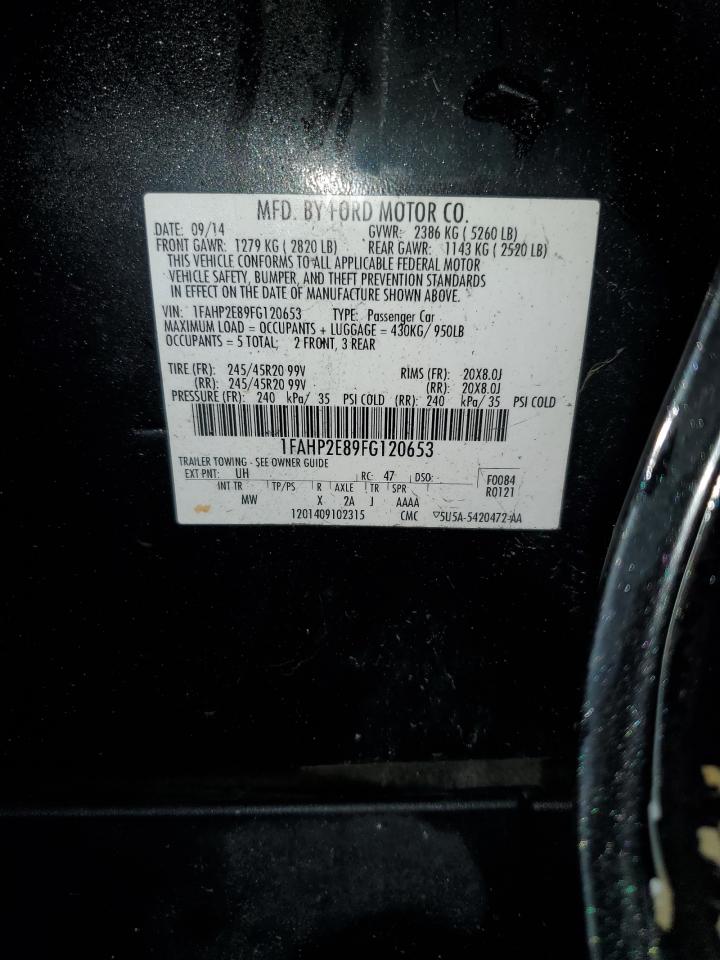 MFD. BY FORD MOTOR CO.
DATE: 09/14 GVWR: 2386 KG ( 5260 LB)
FRONT GAWR: 1279 KG ( 2820 LB) REAR GAWR: 1143 KG ( 2520 LB)
THIS VEHICLE CONFORMS TO ALL APPLICABLE FEDERAL MOTOR
VEHICLE SAFETY, BUMPER, AND THEFT PREVENTION STANDARDS
IN EFFECT ON THE DATE OF MANUFACTURE SHOWN ABOVE.
VIN: 1FAHP2E89FG120653 TYPE: Passenger Car
MAXIMUM LOAD = OCCUPANTS + LUGGAGE = 430KG/ 950LB
OCCUPANTS = 5 TOTAL; 2 FRONT, 3 REAR
TIRE (FR): 245/45R20 99V RIMS (FR): 20X8.0J
(RR): 245/45R20 99V (RR): 20X8.0J
PRESSURE (FR): 240 kPa/ 35 PSI COLD (RR): 240 kPa/ 35 PSI COLD
1FAHP2E89FG120653
TRAILER TOWING - SEE OWNER GUIDE
EXT PNT: UH RC: 47 DSO: F0084
INT TR TP/PS R AXLE TR SPR R0121
MW X 2A J AAAA
1201409102315 CMC ▽5U5A-5420472-AA